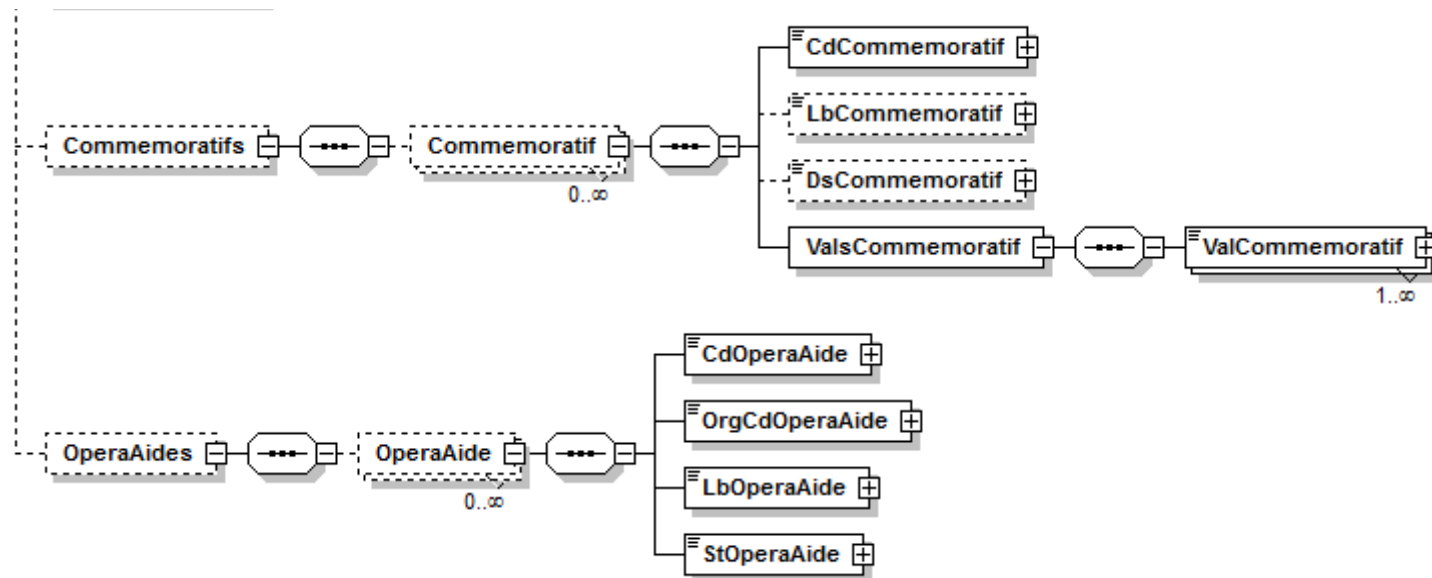 CdCommemoratif
LbCommemoratif
Commemoratifs
Commemoratif
0..∞
DsCommemoratif
ValsCommemoratif
ValCommemoratif
1..∞
CdOperaAide
OrgCdOperaAide
OperaAides
OperaAide
0..∞
LbOperaAide
StOperaAide